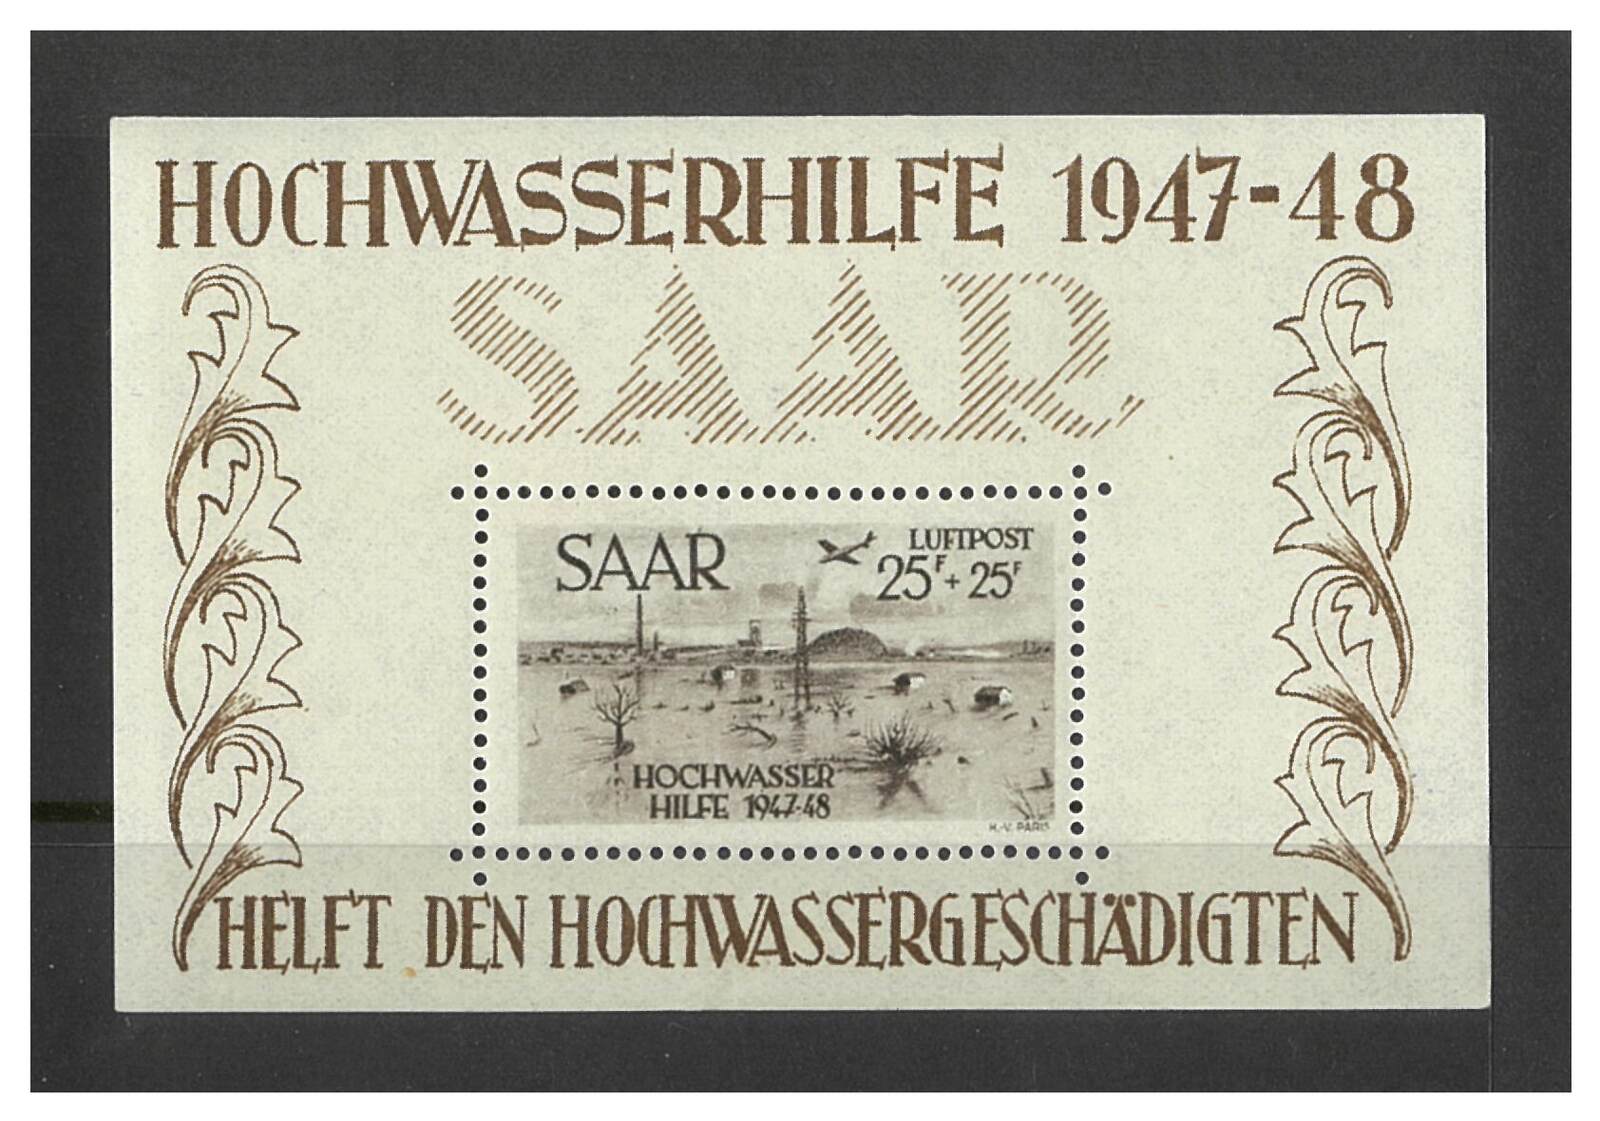 HOCHWASSERHILFE 1947-48
SAAR
SAAR
LUFTPOST
25F + 25F
HOCHWASSER
HILFE 1947-48
H.-V. PARIS
HELFT DEN HOCHWASSERGESCHÄDIGTEN